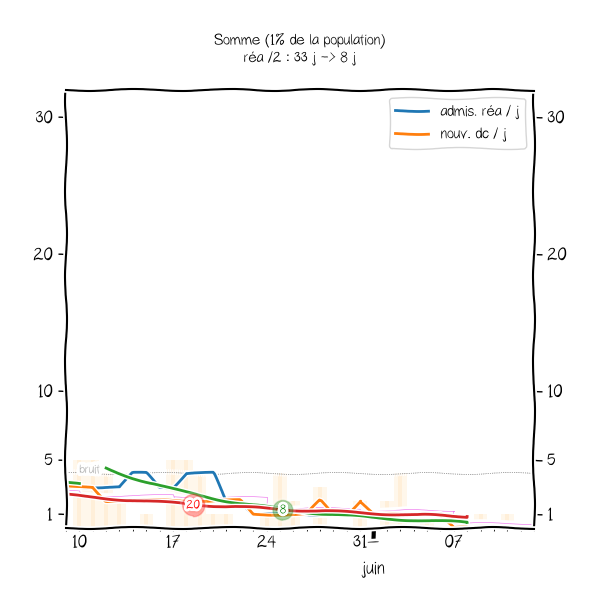 Somme (1% de la population)
réa /2 : 33 j -> 8 j
admis. réa / j
nouv. dc / j
30
30
20
20
10
10
5
5
bruit
20
8
1
1
10
17
24
31
07
juin